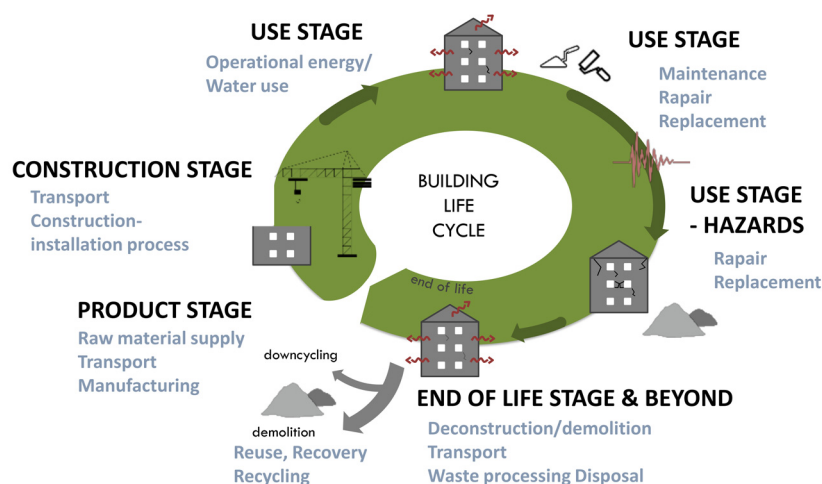 USE STAGE
Operational energy/
Water use
USE STAGE
Maintenance
Rapair
Replacement
CONSTRUCTION STAGE
Transport
Construction-
installation process
BUILDING
LIFE
CYCLE
USE STAGE
- HAZARDS
Rapair
Replacement
end of life
PRODUCT STAGE
Raw material supply
Transport
Manufacturing
downcycling
demolition
Reuse, Recovery
Recycling
END OF LIFE STAGE & BEYOND
Deconstruction/demolition
Transport
Waste processing Disposal